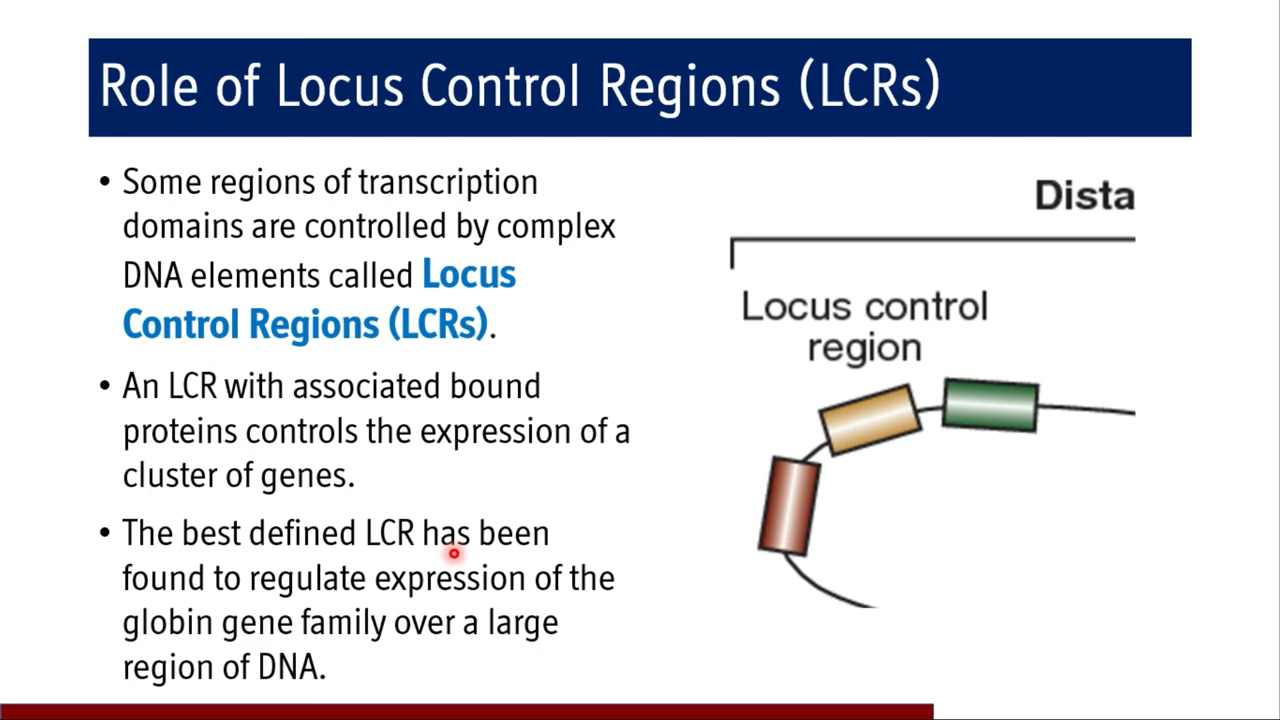 Role of Locus Control Regions (LCRs)
• Some regions of transcription
domains are controlled by complex
DNA elements called Locus
Control Regions (LCRs).
• An LCR with associated bound
proteins controls the expression of a
cluster of genes.
• The best defined LCR has been
found to regulate expression of the
globin gene family over a large
region of DNA.
Dista
Locus control
region